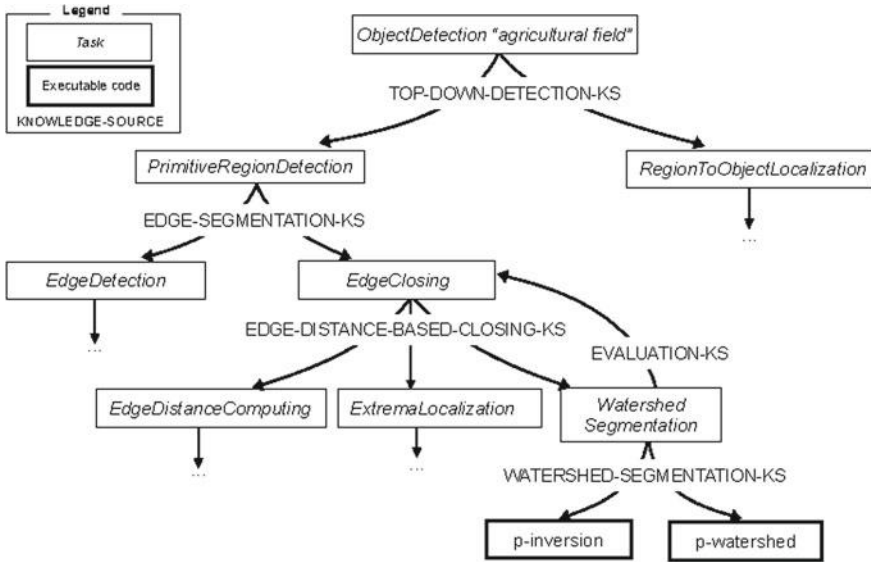 Legend
Task
Executable code
KNOWLEDGE-SOURCE
ObjectDetection "agricultural field"
TOP-DOWN-DETECTION-KS
PrimitiveRegionDetection
RegionToObjectLocalization
...
EDGE-SEGMENTATION-KS
EdgeDetection
...
EdgeClosing
EDGE-DISTANCE-BASED-CLOSING-KS
EVALUATION-KS
EdgeDistanceComputing
...
ExtremaLocalization
...
Watershed
Segmentation
WATERSHED-SEGMENTATION-KS
p-inversion
p-watershed